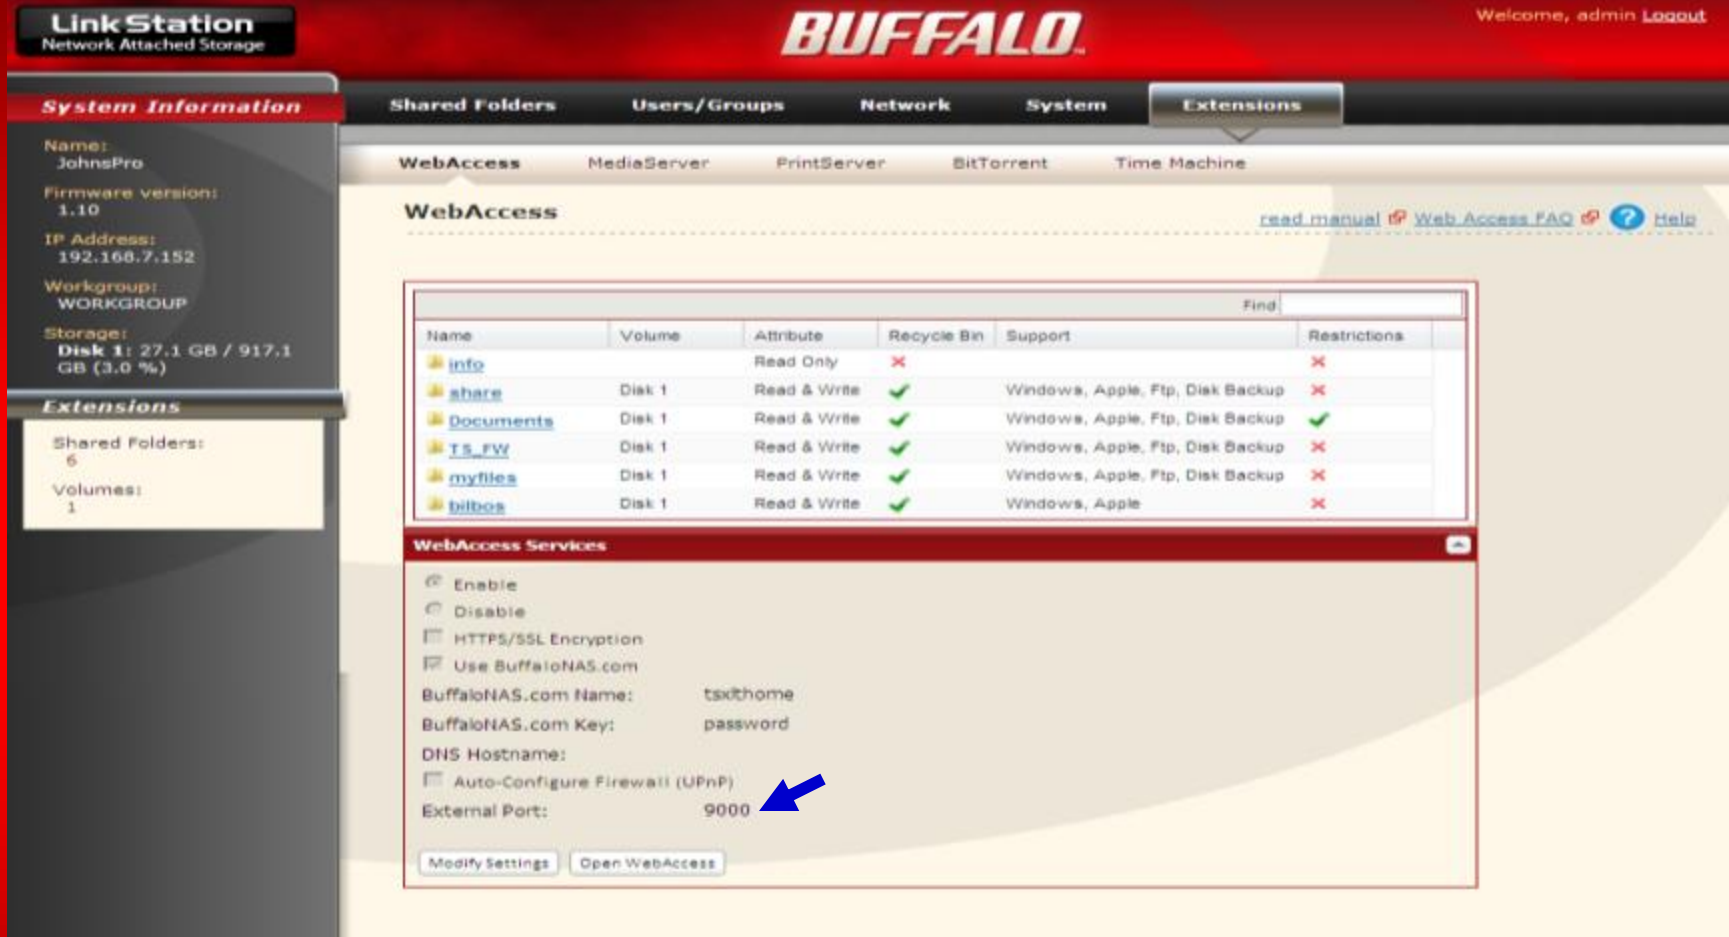 LinkStation
Network Attached Storage
BUFFALO
Welcome, admin Logout
System Information
Shared Folders Users/Groups Network System Extensions
Name:
JohnsPro
Firmware version:
1.10
IP Address:
192.168.7.152
Workgroup:
WORKGROUP
Storage:
Disk 1: 27.1 GB / 917.1
GB (3.0 %)
Extensions
Shared Folders:
6
Volumes:
1
WebAccess MediaServer PrintServer BitTorrent Time Machine
WebAccess
read manual Web Access FAQ Help
Find
Name Volume Attribute Recycle Bin Support Restrictions
info Read Only
share Disk 1 Read & Write Windows, Apple, Ftp, Disk Backup
Documents Disk 1 Read & Write Windows, Apple, Ftp, Disk Backup
TS_FW Disk 1 Read & Write Windows, Apple, Ftp, Disk Backup
myfiles Disk 1 Read & Write Windows, Apple, Ftp, Disk Backup
bilbos Disk 1 Read & Write Windows, Apple
WebAccess Services
Enable
Disable
HTTPS/SSL Encryption
Use BuffaloNAS.com
BuffaloNAS.com Name: tsxlthome
BuffaloNAS.com Key: password
DNS Hostname:
Auto-Configure Firewall (UPnP)
External Port: 9000
Modify Settings Open WebAccess